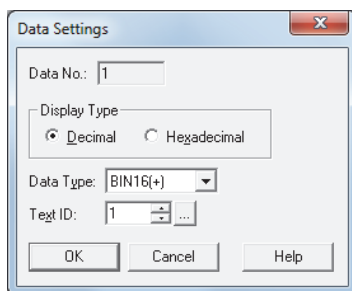 Data Settings
Data No.: 1
Display Type
Decimal Hexadecimal
Data Type: BIN16(+)
Text ID: 1 ...
OK Cancel Help